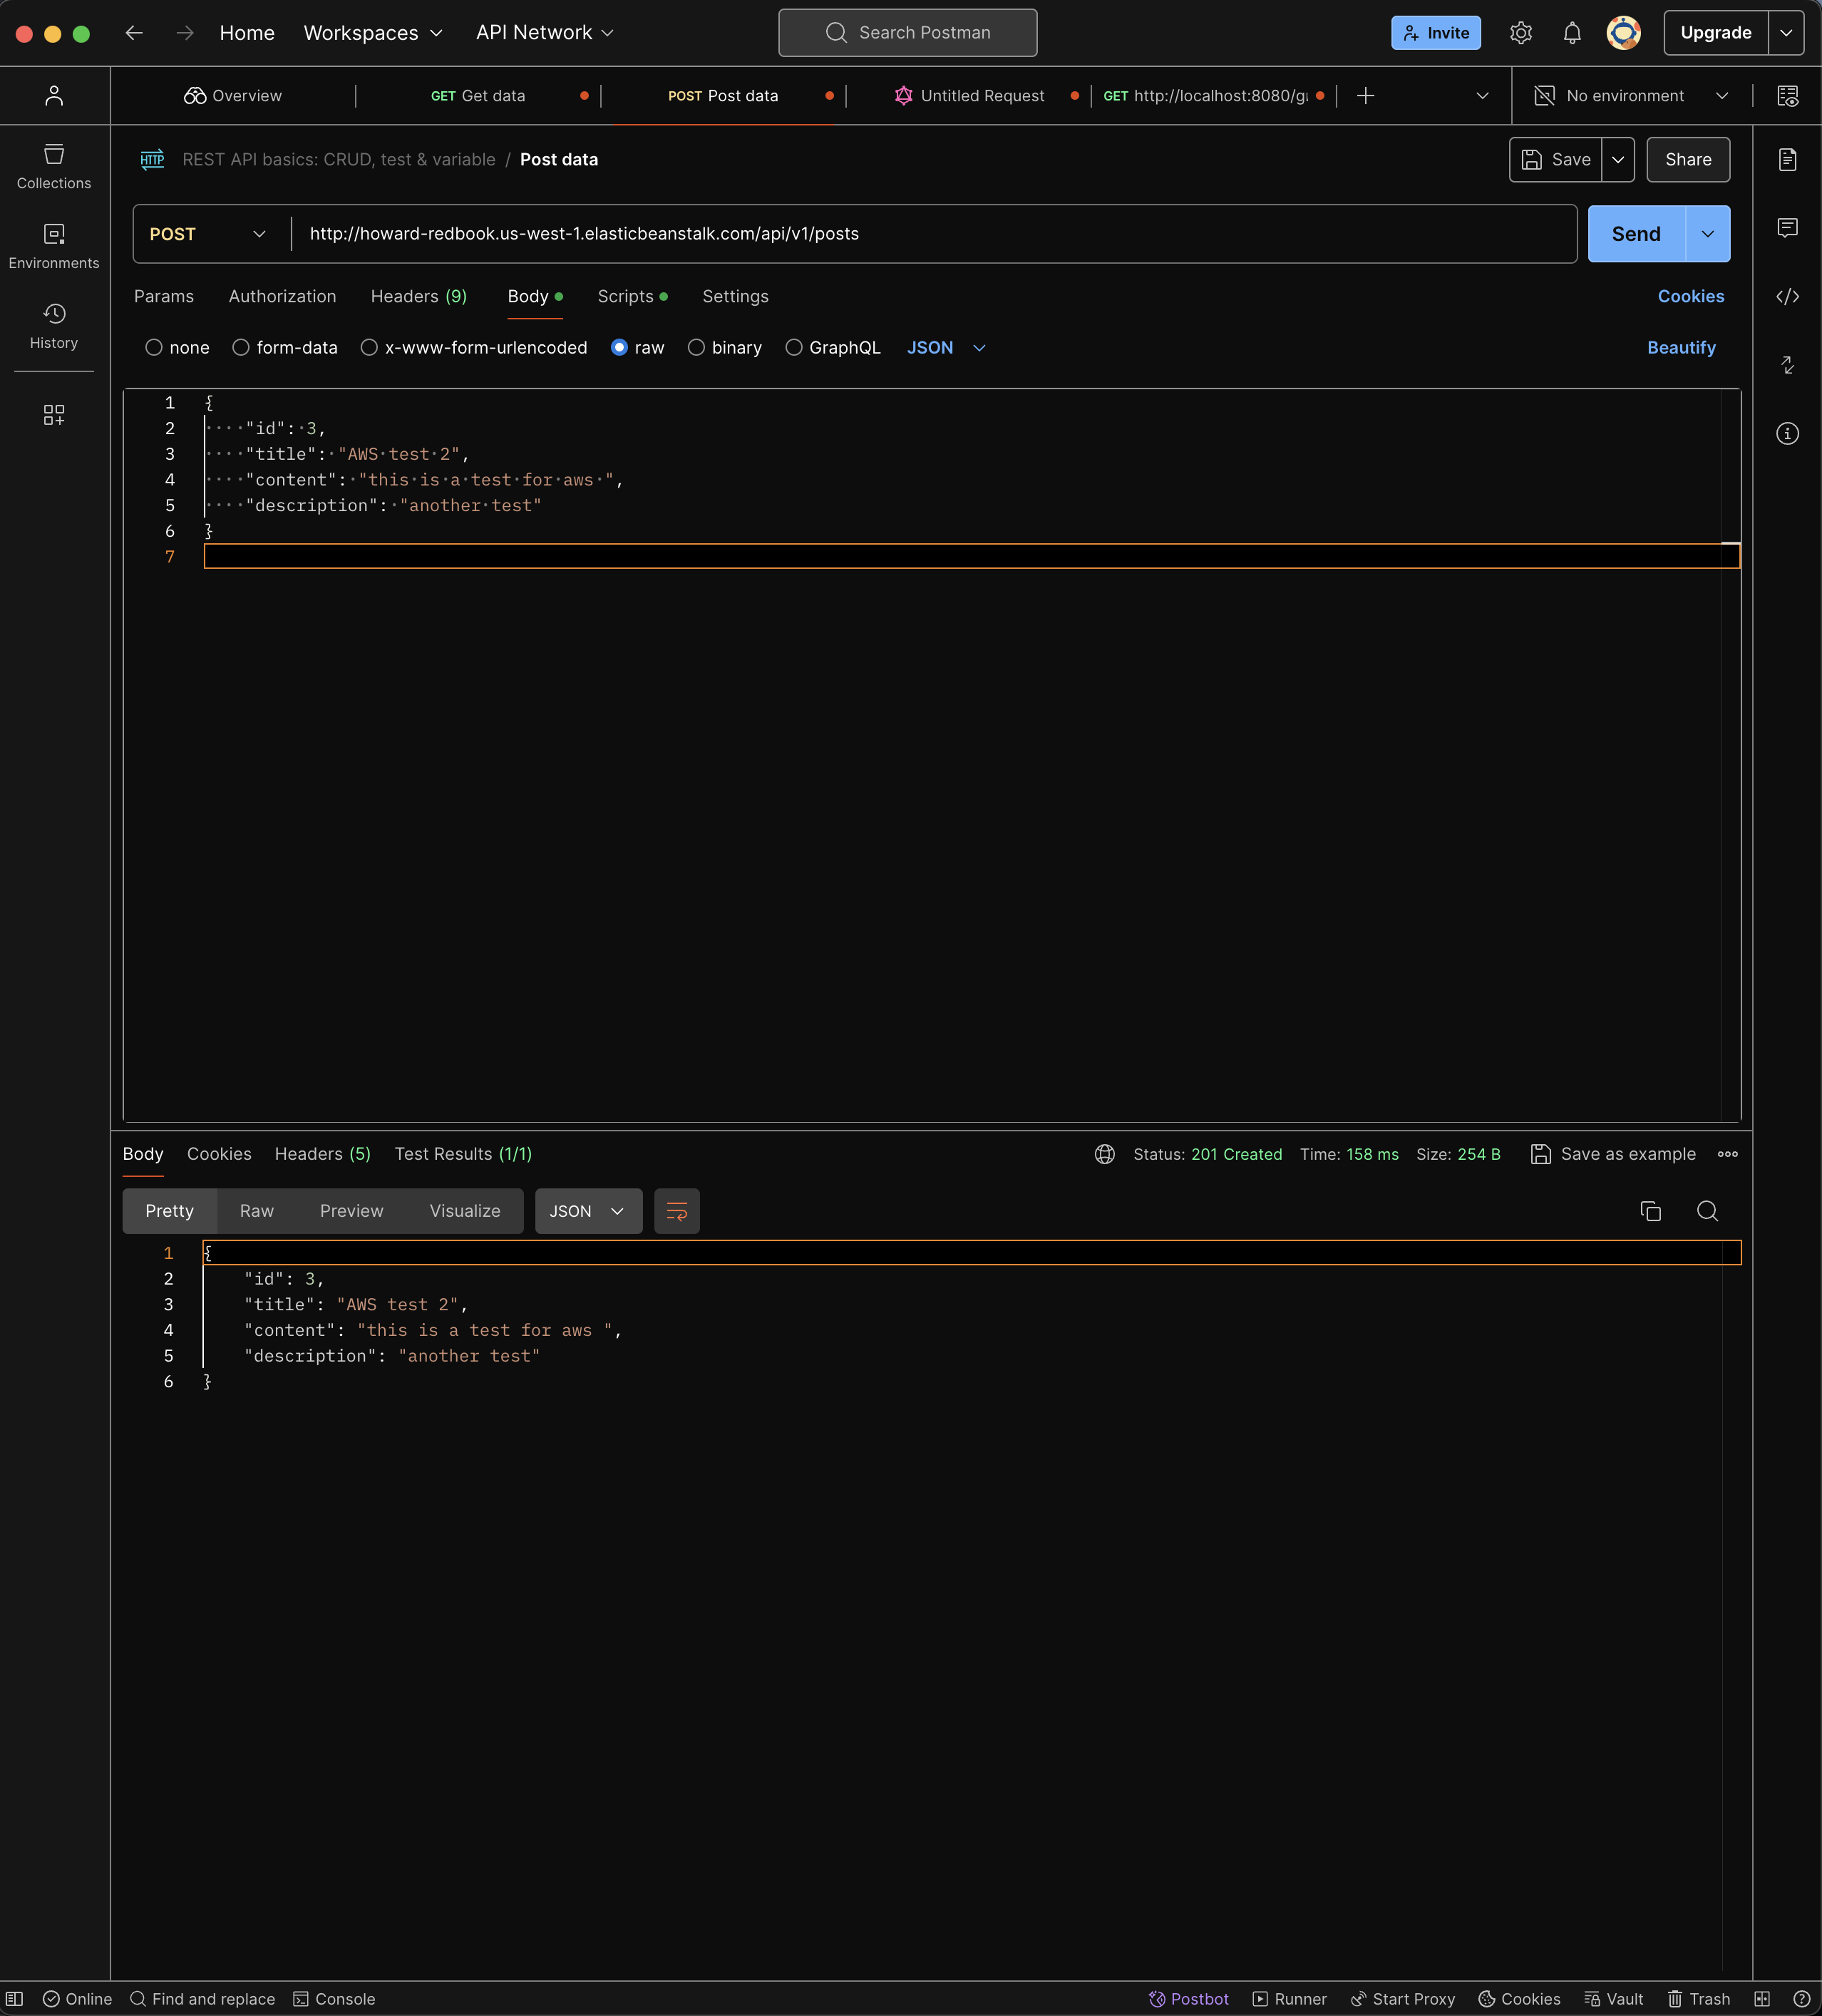 Home Workspaces API Network Search Postman Invite Upgrade
Overview GET Get data POST Post data Untitled Request GET http://localhost:8080/ No environment
REST API basics: CRUD, test & variable / Post data Save Share
Collections
POST http://howard-redbook.us-west-1.elasticbeanstalk.com/api/v1/posts Send
Environments
Params Authorization Headers (9) Body Scripts Settings Cookies
History
none form-data x-www-form-urlencoded raw binary GraphQL JSON Beautify
1 {
2 "id": 3,
3 "title": "AWS test 2",
4 "content": "this is a test for aws ",
5 "description": "another test"
6 }
7
Body Cookies Headers (5) Test Results (1/1) Status: 201 Created Time: 158 ms Size: 254 B Save as example
Pretty Raw Preview Visualize JSON
1 {
2 "id": 3,
3 "title": "AWS test 2",
4 "content": "this is a test for aws ",
5 "description": "another test"
6 }
Online Find and replace Console Postbot Runner Start Proxy Cookies Vault Trash